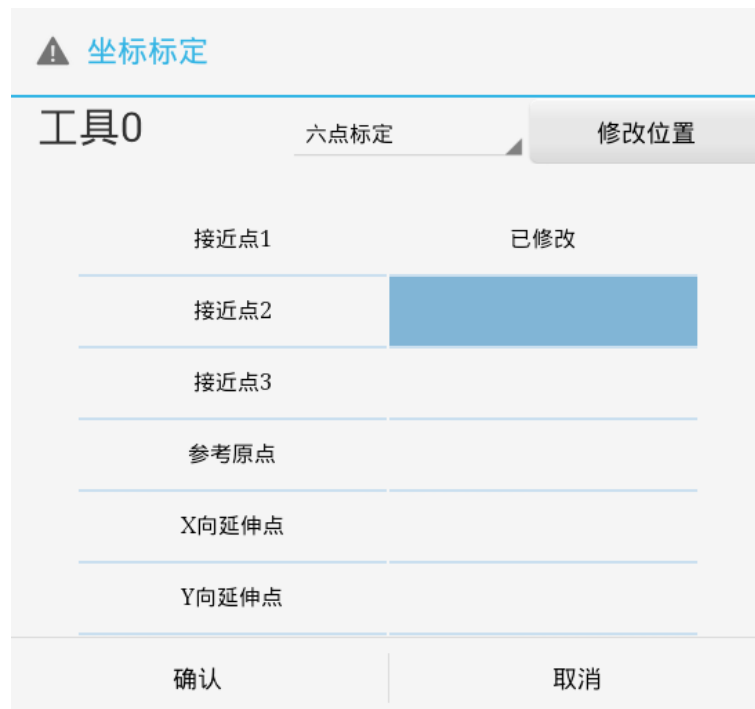 坐标标定
工具0 六点标定 修改位置
接近点1 已修改
接近点2
接近点3
参考原点
X向延伸点
Y向延伸点
确认 取消